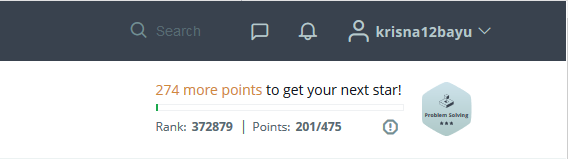 Search krisna12bayu
274 more points to get your next star!
Rank: 372879 | Points: 201/475
Problem Solving